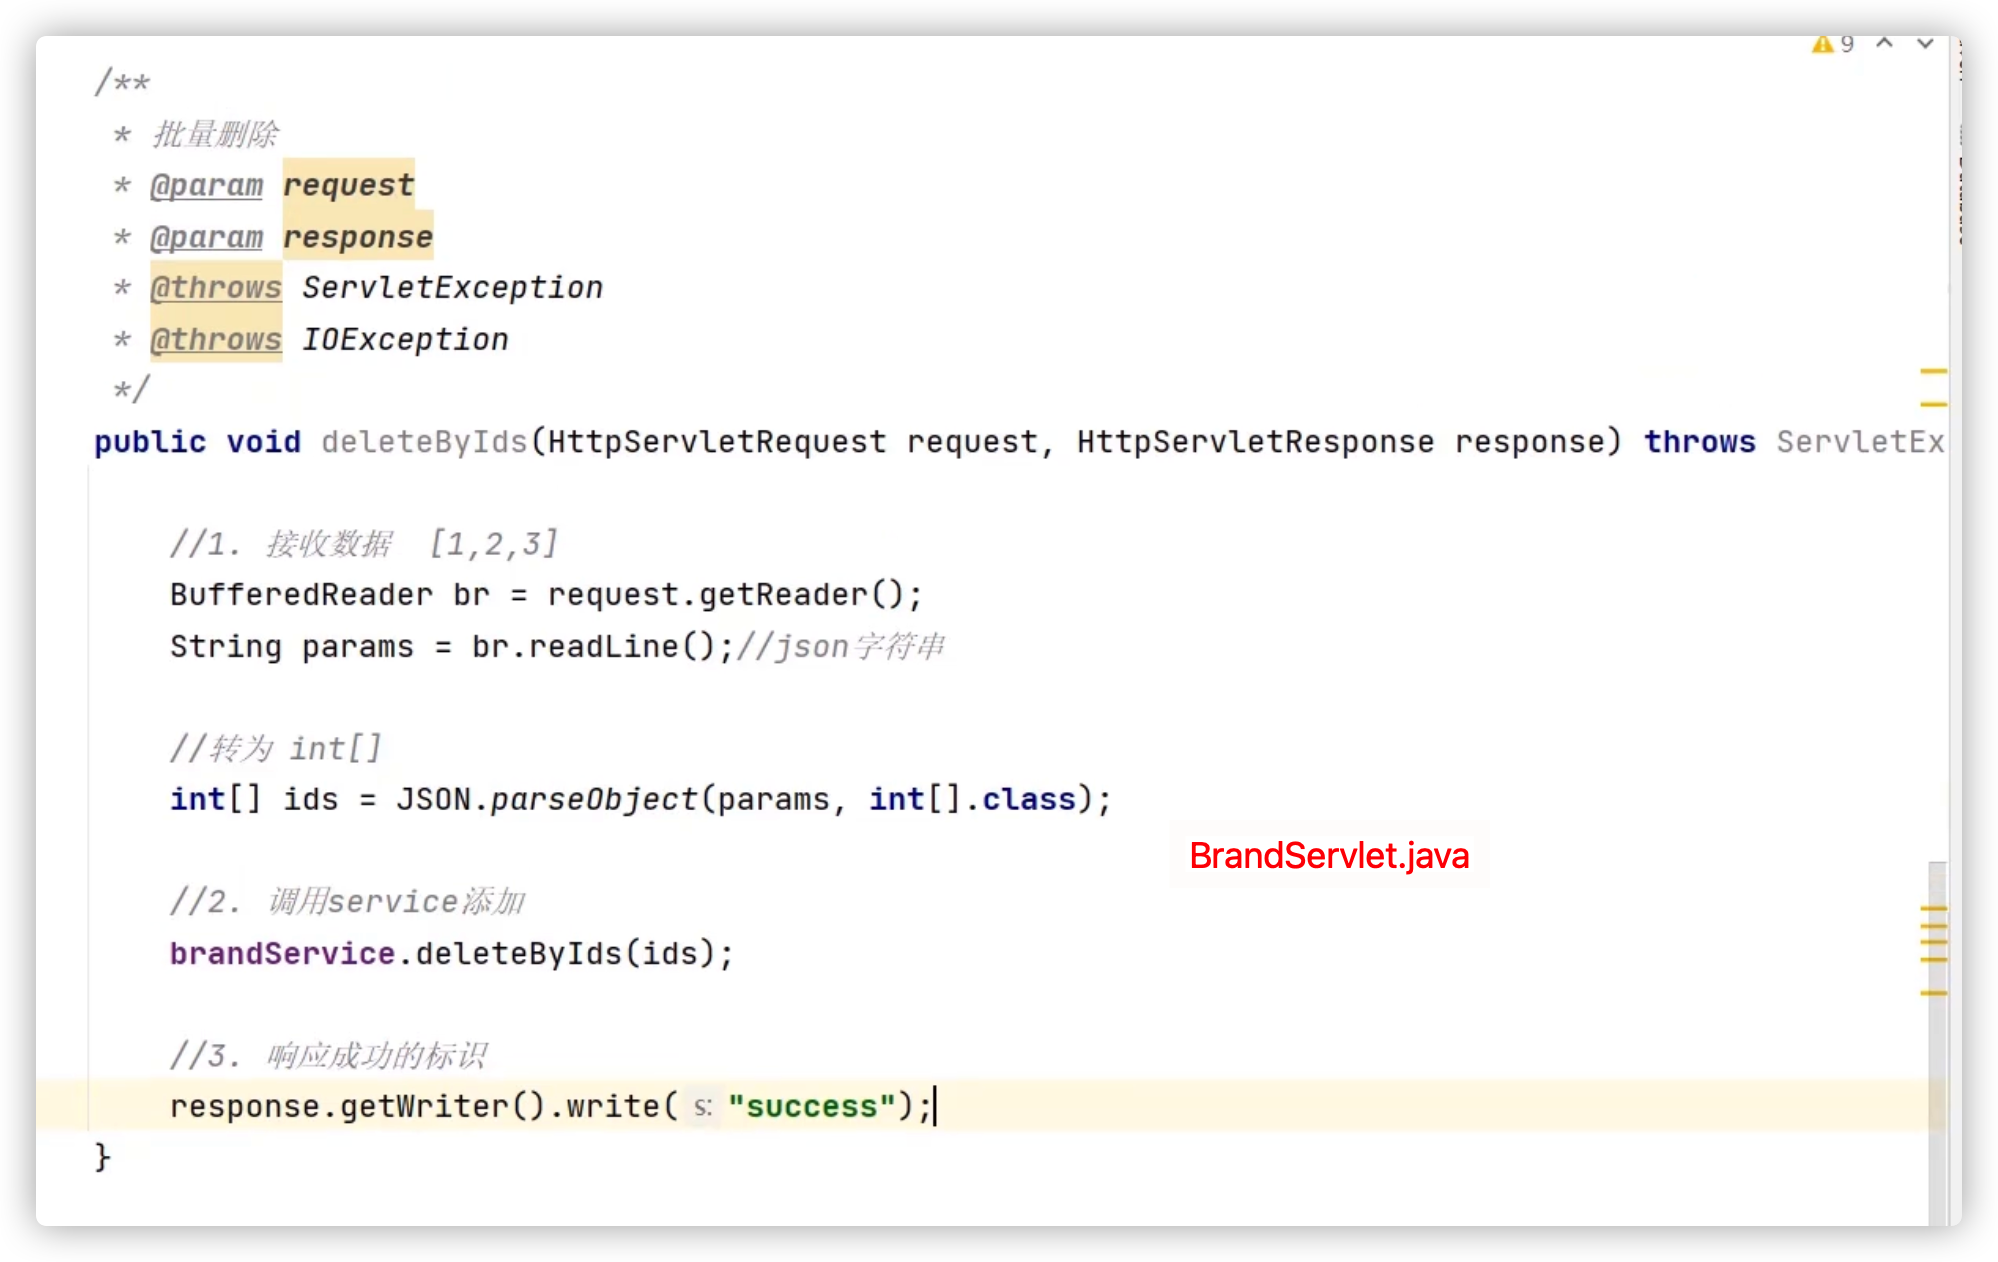 9
/**
* 批量删除
* @param request
* @param response
* @throws ServletException
* @throws IOException
*/
public void deleteByIds(HttpServletRequest request, HttpServletResponse response) throws ServletEx
//1. 接收数据 [1,2,3]
BufferedReader br = request.getReader();
String params = br.readLine();//json字符串
//转为 int[]
int[] ids = JSON.parseObject(params, int[].class);
BrandServlet.java
//2. 调用service添加
brandService.deleteByIds(ids);
//3. 响应成功的标识
response.getWriter().write( s: "success");
}